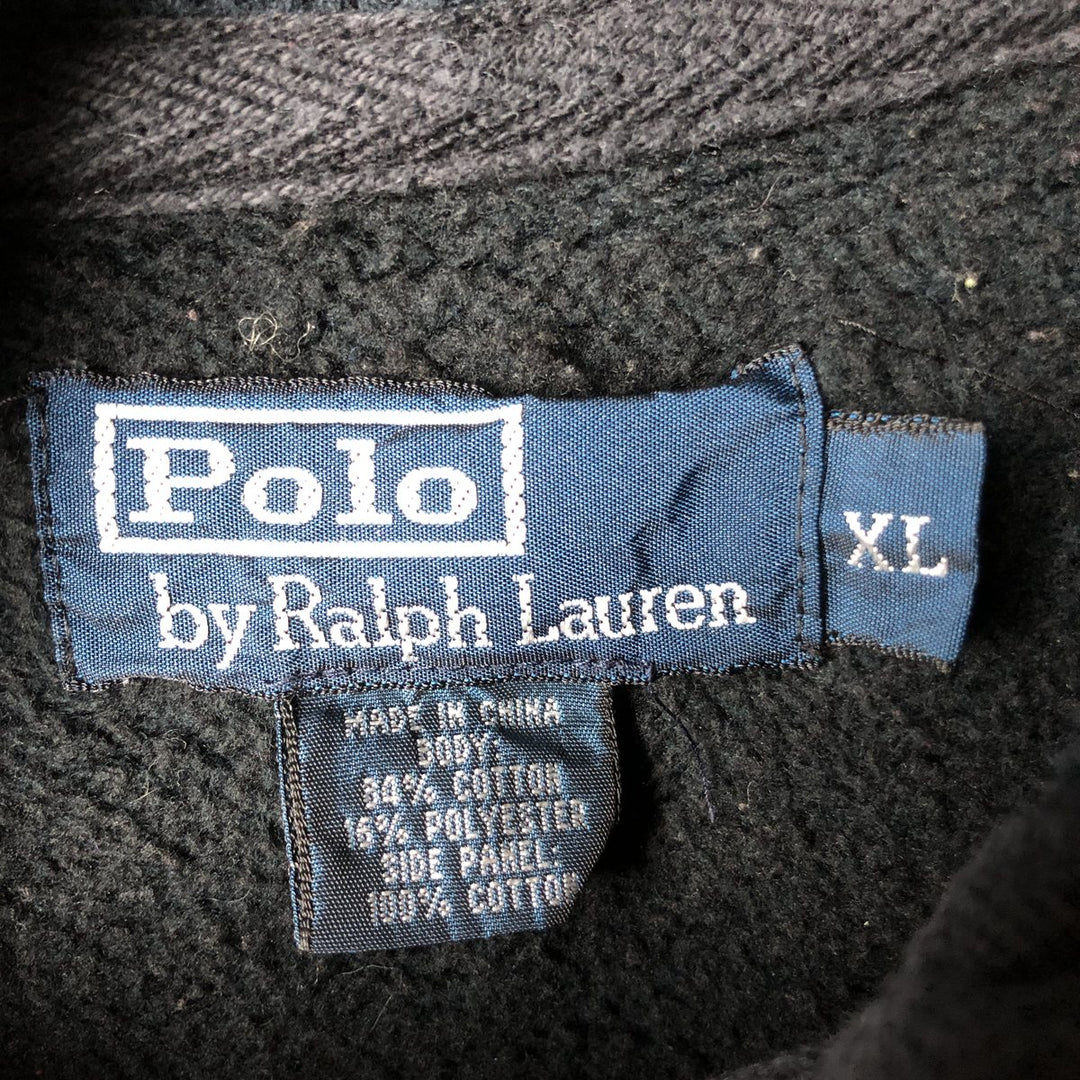 Polo
by Ralph Lauren
XL
MADE IN CHINA
BODY:
84% COTTON
16% POLYESTER
SIDE PANEL:
100% COTTON